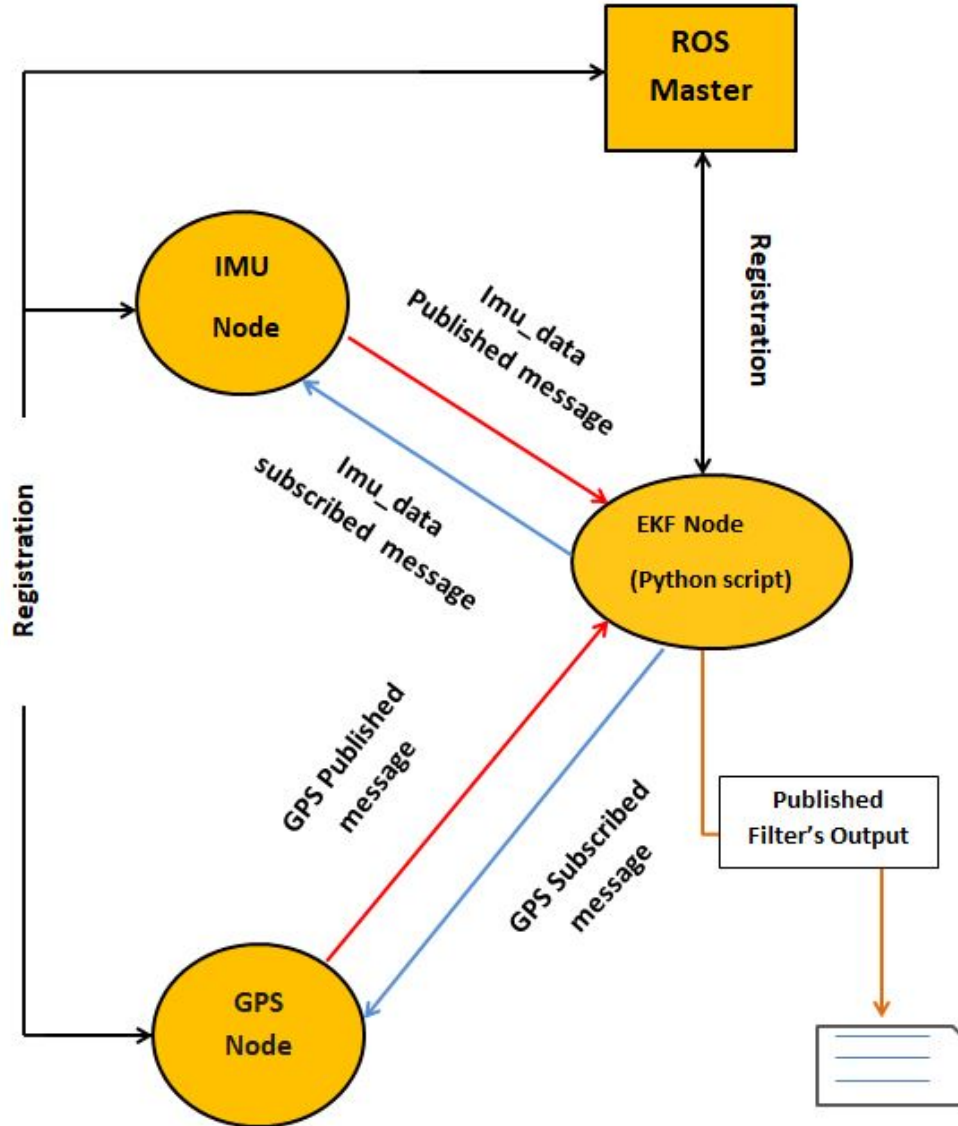 ROS
Master
Registration
IMU
Node
Imu_data
Published message
Imu_data
subscribed message
EKF Node
(Python script)
Registration
GPS Published
message
GPS Subscribed
message
Published
Filter's Output
GPS
Node